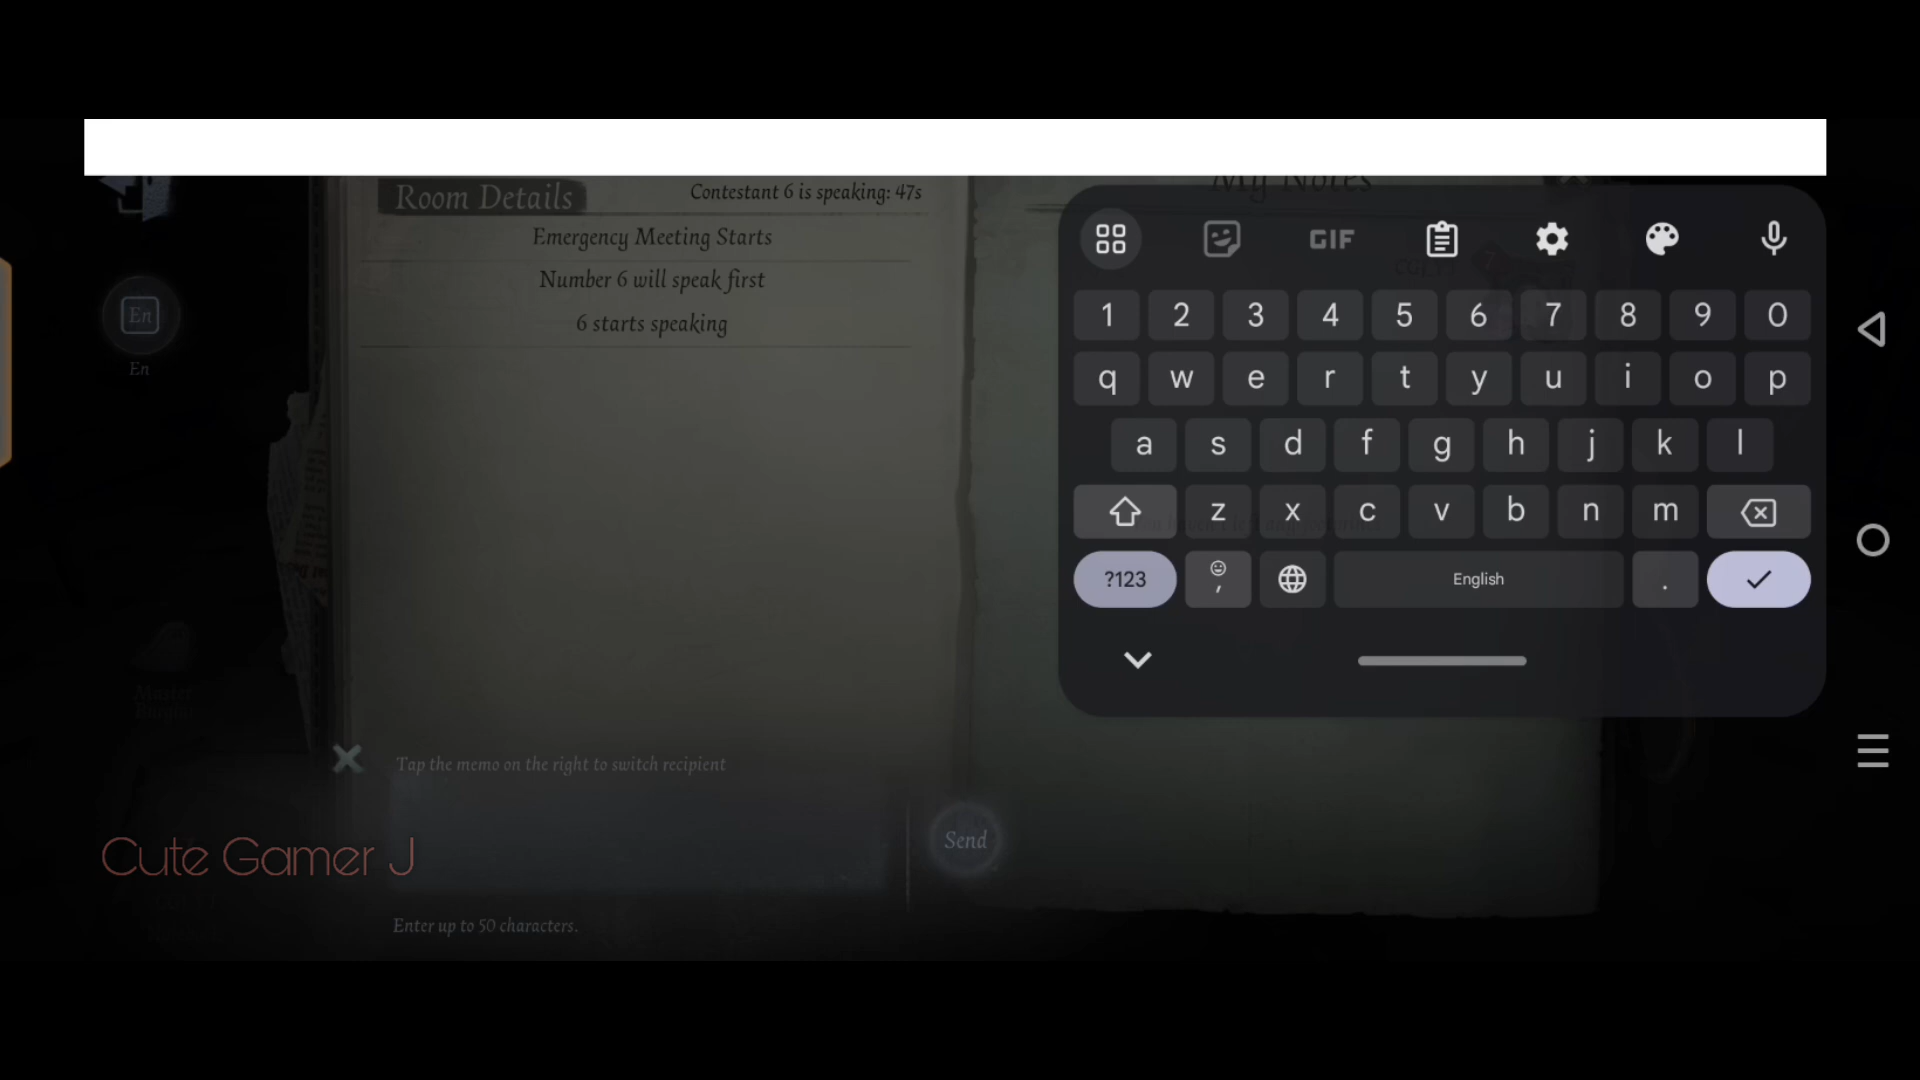 My Notes
Room Details
Contestant 6 is speaking: 47s
Emergency Meeting Starts
Number 6 will speak first
6 starts speaking
En
En
GIF
1 2 3 4 5 6 7 8 9 0
q w e r t y u i o p
a s d f g h j k l
z x c v b n m
?123 , English .
Tap the memo on the right to switch recipient
Send
Cute Gamer J
Enter up to 50 characters.